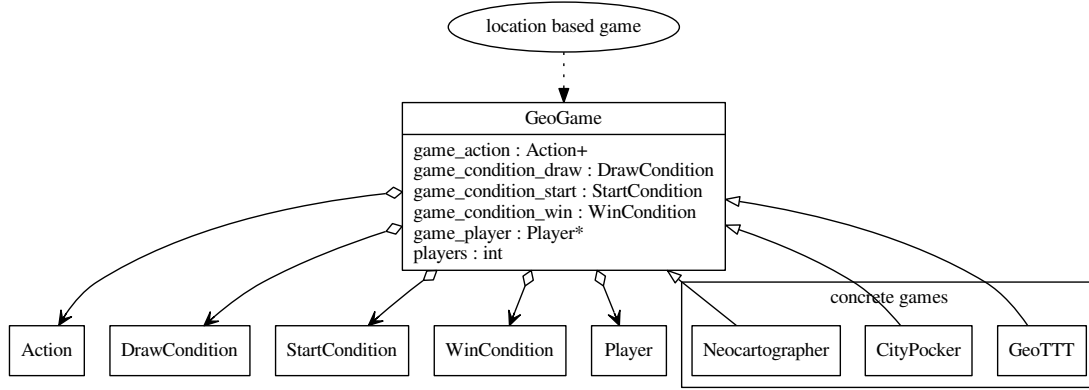 location based game
GeoGame
game_action : Action+
game_condition_draw : DrawCondition
game_condition_start : StartCondition
game_condition_win : WinCondition
game_player : Player*
players : int
concrete games
Action
DrawCondition
StartCondition
WinCondition
Player
Neocartographer
CityPocker
GeoTTT